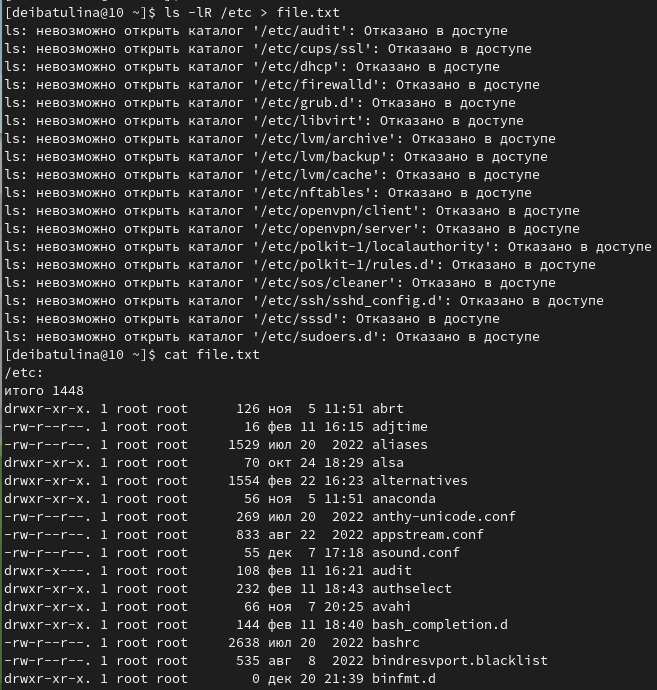 [deibatulina@10 ~]$ ls -lR /etc > file.txt
ls: невозможно открыть каталог '/etc/audit': Отказано в доступе
ls: невозможно открыть каталог '/etc/cups/ssl': Отказано в доступе
ls: невозможно открыть каталог '/etc/dhcp': Отказано в доступе
ls: невозможно открыть каталог '/etc/firewalld': Отказано в доступе
ls: невозможно открыть каталог '/etc/grub.d': Отказано в доступе
ls: невозможно открыть каталог '/etc/libvirt': Отказано в доступе
ls: невозможно открыть каталог '/etc/lvm/archive': Отказано в доступе
ls: невозможно открыть каталог '/etc/lvm/backup': Отказано в доступе
ls: невозможно открыть каталог '/etc/lvm/cache': Отказано в доступе
ls: невозможно открыть каталог '/etc/nftables': Отказано в доступе
ls: невозможно открыть каталог '/etc/openvpn/client': Отказано в доступе
ls: невозможно открыть каталог '/etc/openvpn/server': Отказано в доступе
ls: невозможно открыть каталог '/etc/polkit-1/localauthority': Отказано в доступе
ls: невозможно открыть каталог '/etc/polkit-1/rules.d': Отказано в доступе
ls: невозможно открыть каталог '/etc/sos/cleaner': Отказано в доступе
ls: невозможно открыть каталог '/etc/ssh/sshd_config.d': Отказано в доступе
ls: невозможно открыть каталог '/etc/sssd': Отказано в доступе
ls: невозможно открыть каталог '/etc/sudoers.d': Отказано в доступе
[deibatulina@10 ~]$ cat file.txt
/etc:
итого 1448
drwxr-xr-x. 1 root root      126 ноя  5 11:51 abrt
-rw-r--r--. 1 root root       16 фев 11 16:15 adjtime
-rw-r--r--. 1 root root     1529 июл 20  2022 aliases
drwxr-xr-x. 1 root root       70 окт 24 18:29 alsa
drwxr-xr-x. 1 root root     1554 фев 22 16:23 alternatives
drwxr-xr-x. 1 root root       56 ноя  5 11:51 anaconda
-rw-r--r--. 1 root root      269 июл 20  2022 anthy-unicode.conf
-rw-r--r--. 1 root root      833 авг 22  2022 appstream.conf
-rw-r--r--. 1 root root       55 дек  7 17:18 asound.conf
drwxr-x---. 1 root root      108 фев 11 16:21 audit
drwxr-xr-x. 1 root root      232 фев 11 18:43 authselect
drwxr-xr-x. 1 root root       66 ноя  7 20:25 avahi
drwxr-xr-x. 1 root root      144 фев 11 18:40 bash_completion.d
-rw-r--r--. 1 root root     2638 июл 20  2022 bashrc
-rw-r--r--. 1 root root      535 авг  8  2022 bindresvport.blacklist
drwxr-xr-x. 1 root root        0 дек 20 21:39 binfmt.d